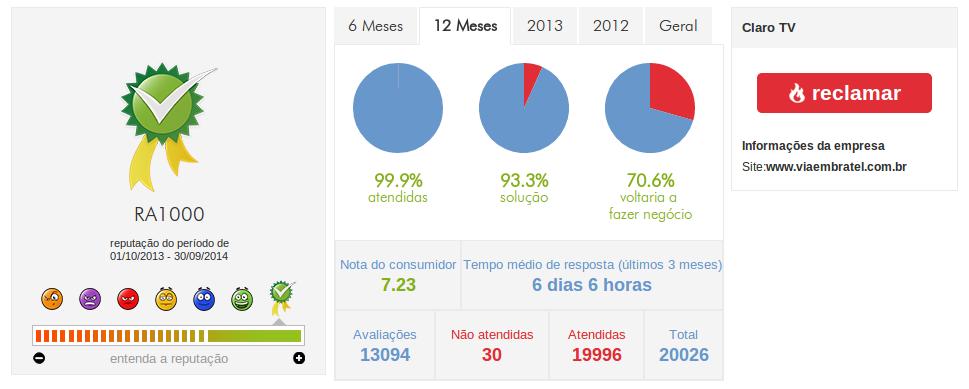 6 Meses
12 Meses
2013
2012
Geral
Claro TV
reclamar
Informações da empresa
Site:www.viaembratel.com.br
RA1000
reputação do período de
01/10/2013 - 30/09/2014
entenda a reputação
99.9%
atendidas
93.3%
solução
70.6%
voltaria a
fazer negócio
Nota do consumidor
7.23
Tempo médio de resposta (últimos 3 meses)
6 dias 6 horas
Avaliações
13094
Não atendidas
30
Atendidas
19996
Total
20026